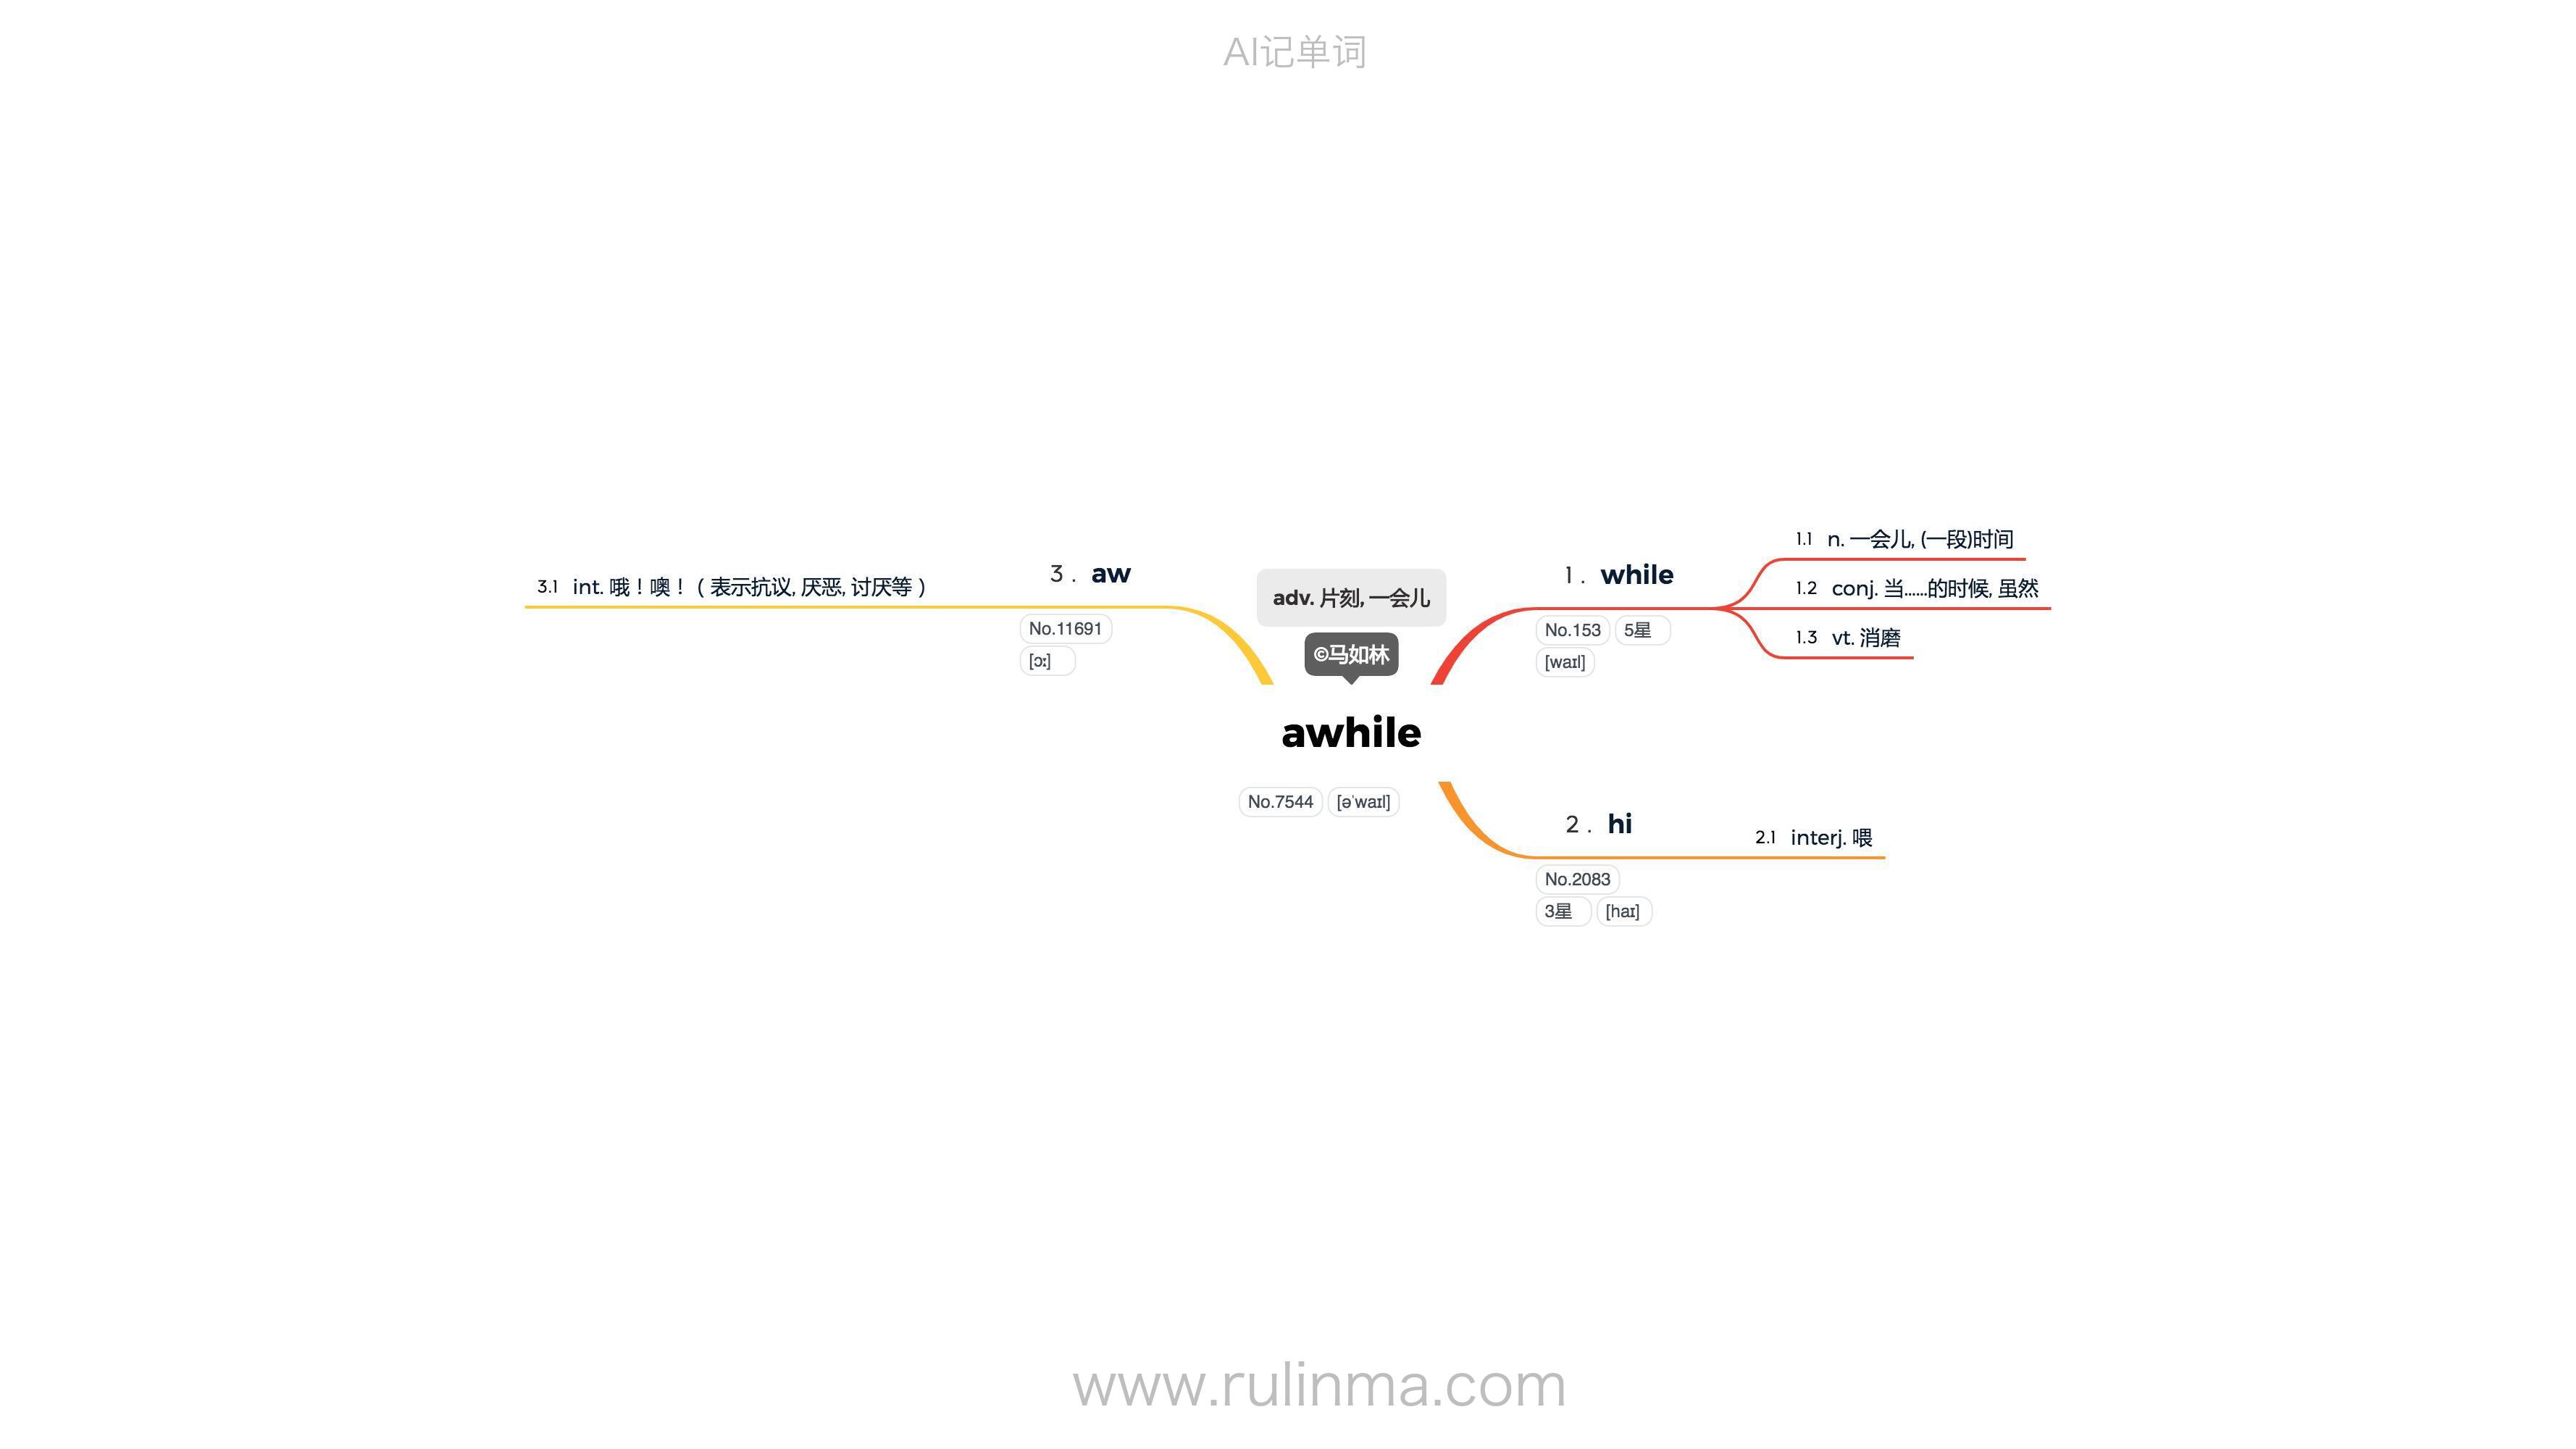 AI记单词
adv. 片刻, 一会儿
©马如林
awhile
No.7544 [əˈwaɪl]
1. while
No.153 5星
[waɪl]
1.1 n. 一会儿, (一段)时间
1.2 conj. 当……的时候, 虽然
1.3 vt. 消磨
2. hi
No.2083
3星 [haɪ]
2.1 interj. 喂
3. aw
No.11691
[ɔː]
3.1 int. 哦！噢！（表示抗议, 厌恶, 讨厌等）
www.rulinma.com